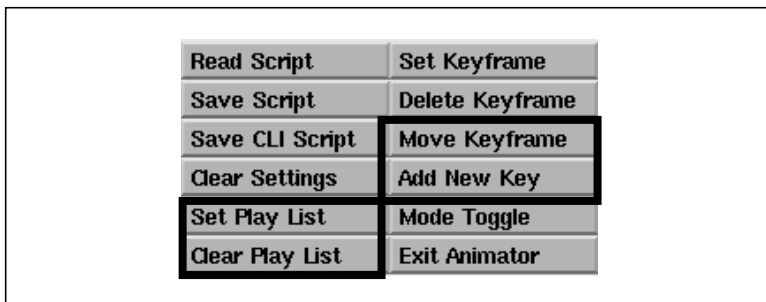 Read Script Set Keyframe
Save Script Delete Keyframe
Save CLI Script Move Keyframe
Clear Settings Add New Key
Set Play List Mode Toggle
Clear Play List Exit Animator